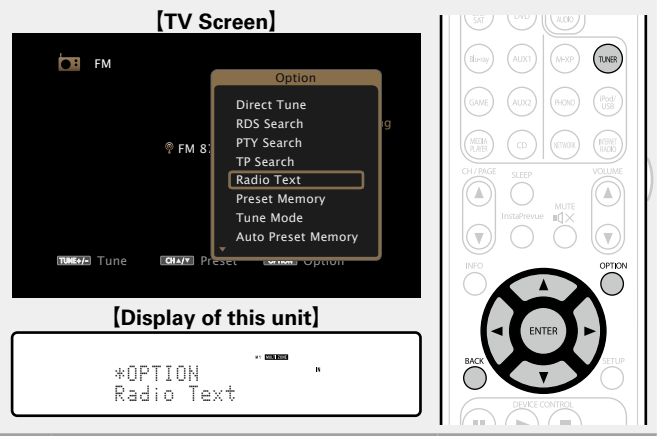 【TV Screen】
FM
Option
Direct Tune
RDS Search
PTY Search
TP Search
Radio Text
Preset Memory
Tune Mode
Auto Preset Memory
FM 87
TUNE+/- Tune
CH▲/▼ Preset
OPTION Option
【Display of this unit】
MULTI ZONE
*OPTION
Radio Text
SAT
DVD
AUDIO
Blu-ray
AUX1
M-XP
TUNER
GAME
AUX2
PHONO
iPod/
USB
MEDIA
PLAYER
CD
NETWORK
INTERNET
RADIO
CH / PAGE
SLEEP
VOLUME
MUTE
InstaPrevue
INFO
OPTION
ENTER
BACK
SETUP
DEVICE CONTROL